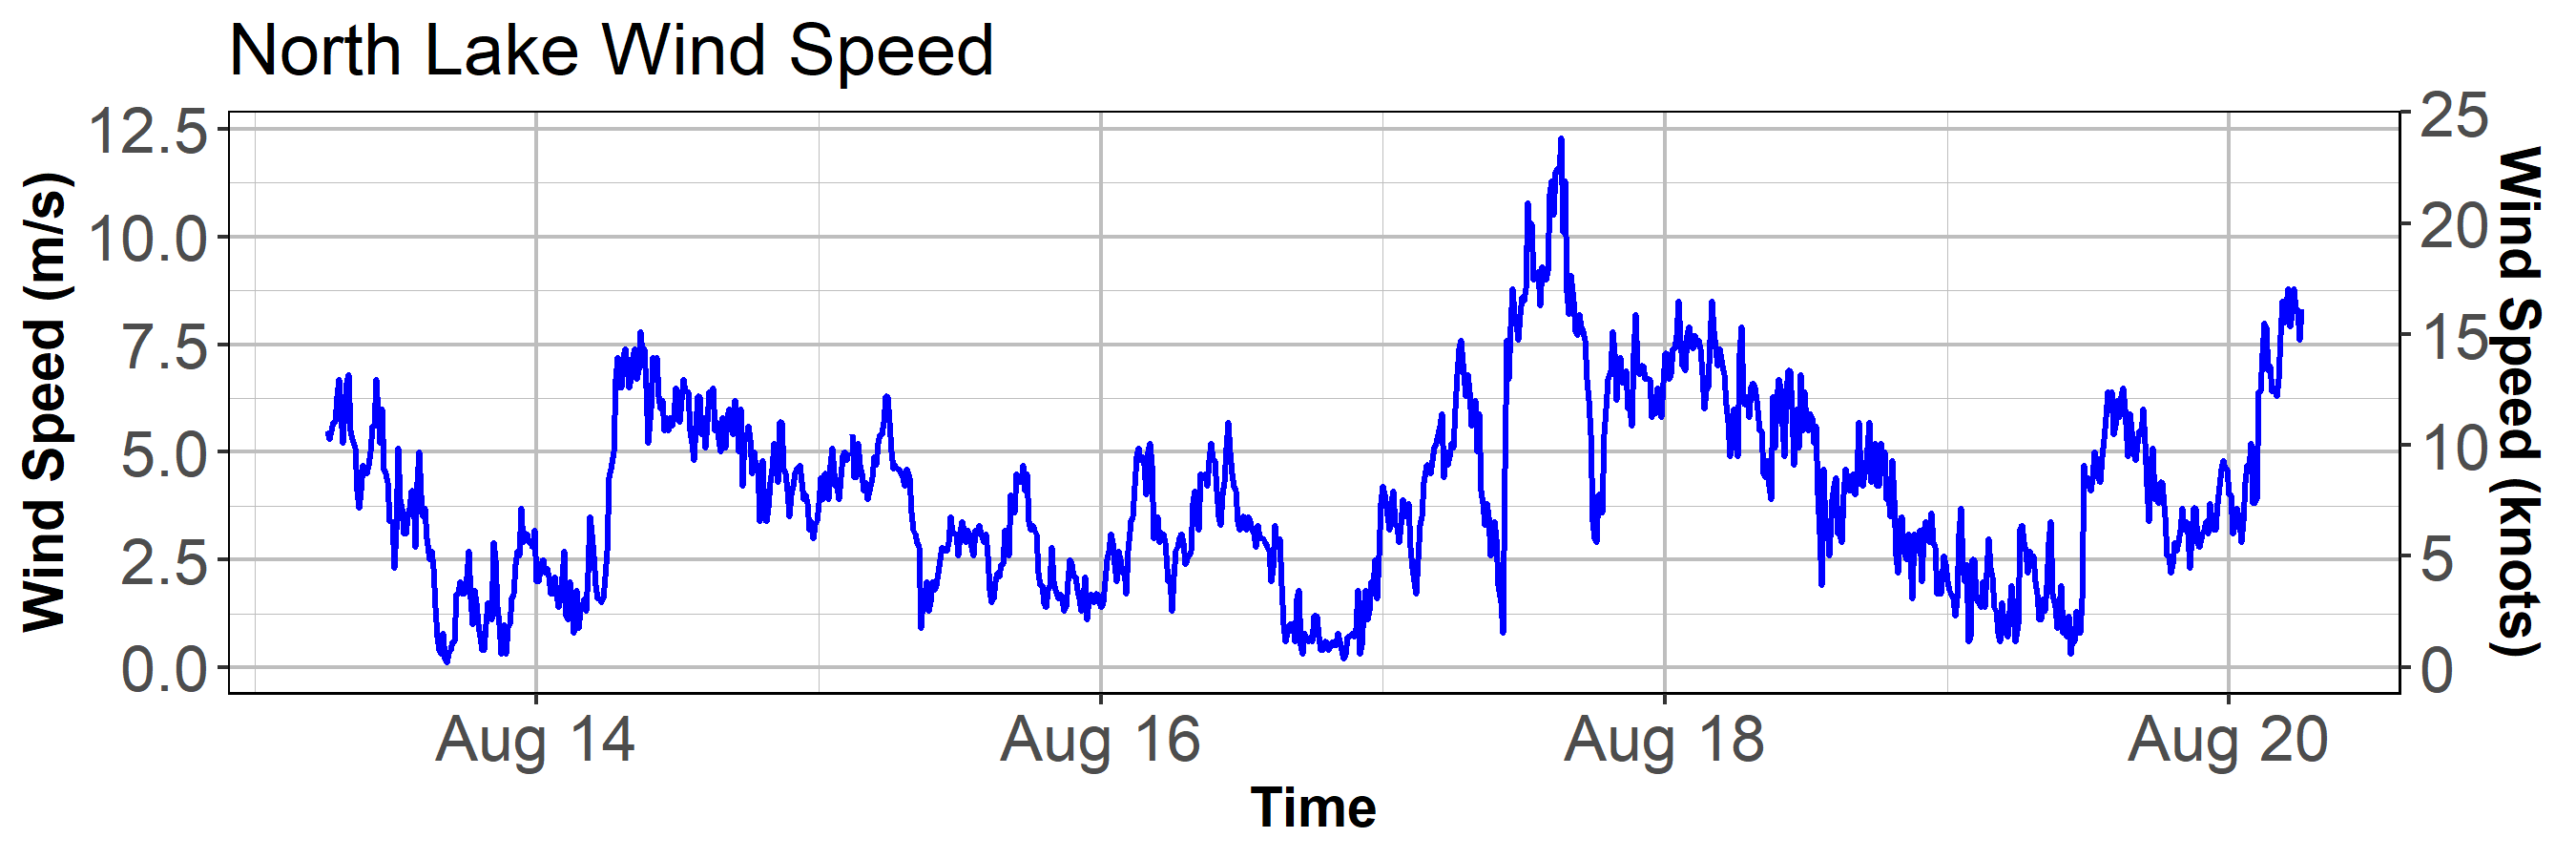 North Lake Wind Speed
Wind Speed (m/s)
12.5
10.0
7.5
5.0
2.5
0.0
25
20
15
10
5
0
Wind Speed (knots)
Aug 14
Aug 16
Aug 18
Aug 20
Time